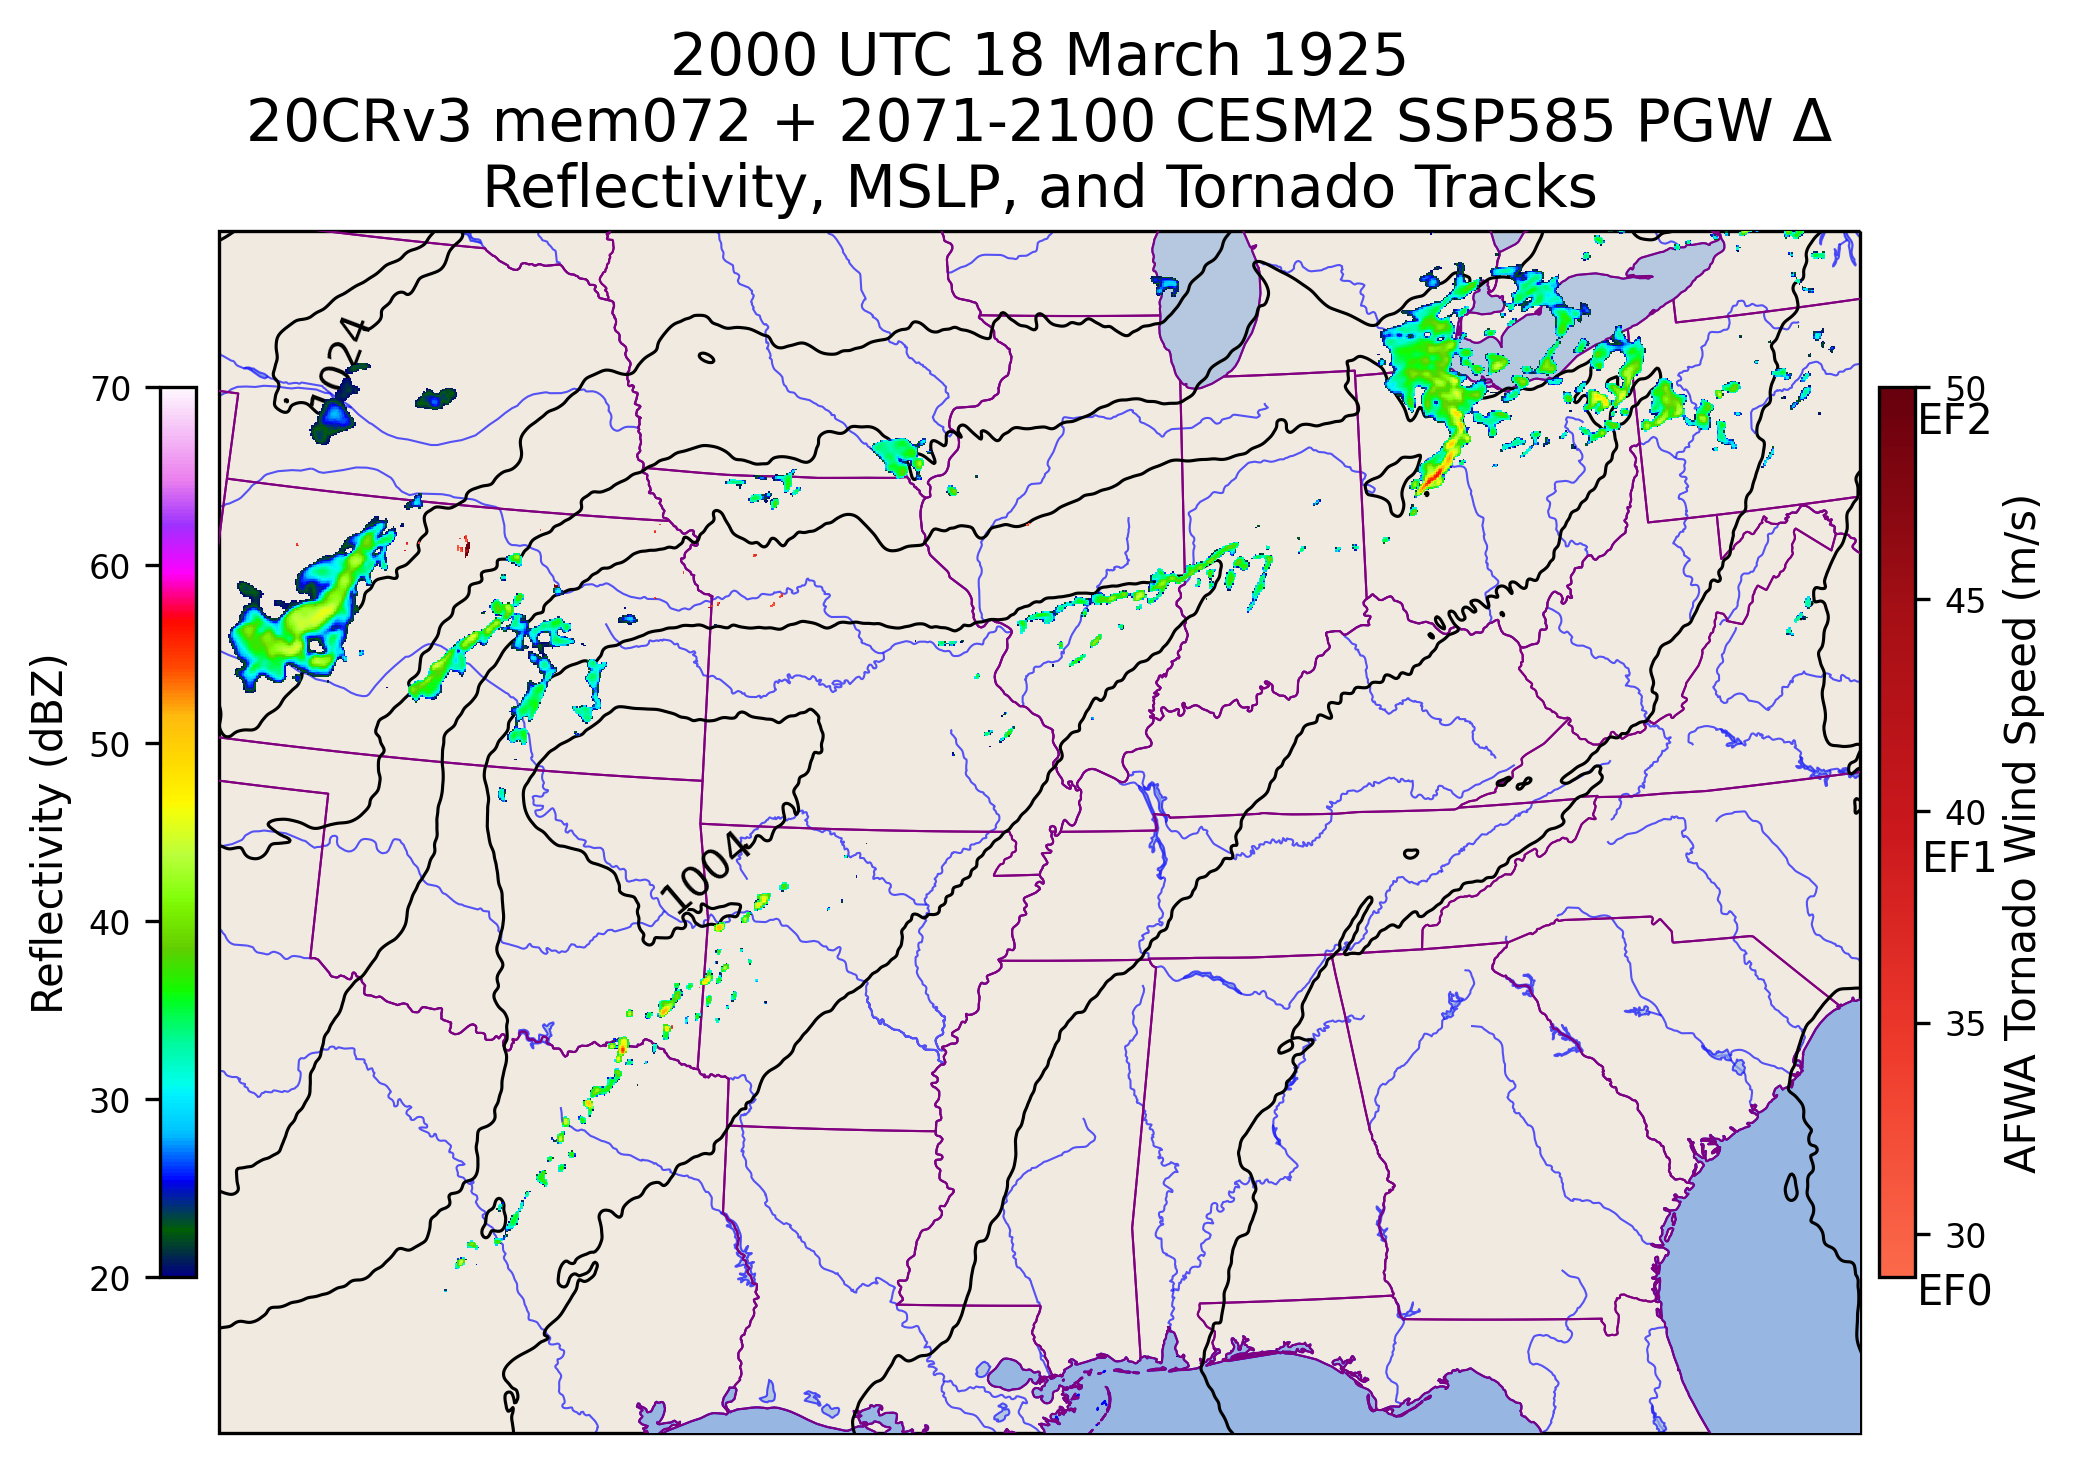 2000 UTC 18 March 1925
20CRv3 mem072 + 2071-2100 CESM2 SSP585 PGW Δ
Reflectivity, MSLP, and Tornado Tracks
1024
1004
70
60
50
40
30
20
Reflectivity (dBZ)
50
EF2
45
40
EF1
35
30
EF0
AFWA Tornado Wind Speed (m/s)